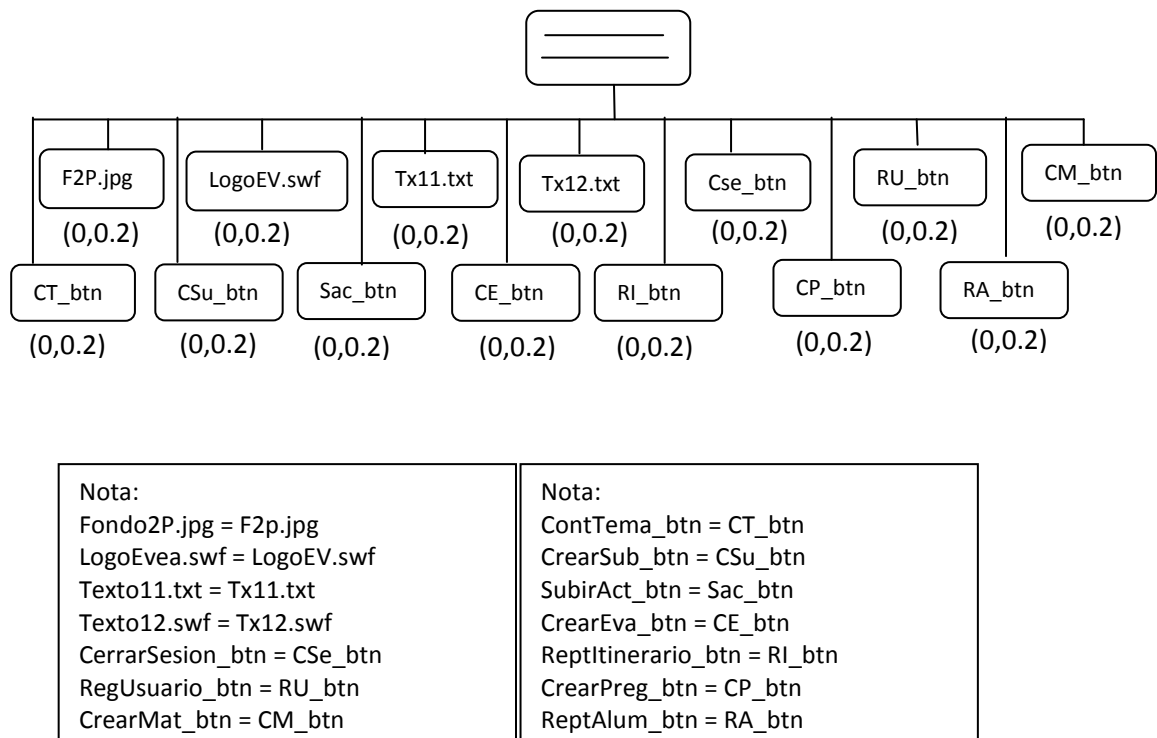 F2P.jpg LogoEV.swf Tx11.txt Tx12.txt Cse_btn RU_btn CM_btn
(0,0.2) (0,0.2) (0,0.2) (0,0.2) (0,0.2) (0,0.2) (0,0.2)
CT_btn CSu_btn Sac_btn CE_btn RI_btn CP_btn RA_btn
(0,0.2) (0,0.2) (0,0.2) (0,0.2) (0,0.2) (0,0.2) (0,0.2)
Nota:
Fondo2P.jpg = F2p.jpg
LogoEvea.swf = LogoEV.swf
Texto11.txt = Tx11.txt
Texto12.swf = Tx12.swf
CerrarSesion_btn = CSe_btn
RegUsuario_btn = RU_btn
CrearMat_btn = CM_btn
Nota:
ContTema_btn = CT_btn
CrearSub_btn = CSu_btn
SubirAct_btn = Sac_btn
CrearEva_btn = CE_btn
ReptItinerario_btn = RI_btn
CrearPreg_btn = CP_btn
ReptAlum_btn = RA_btn